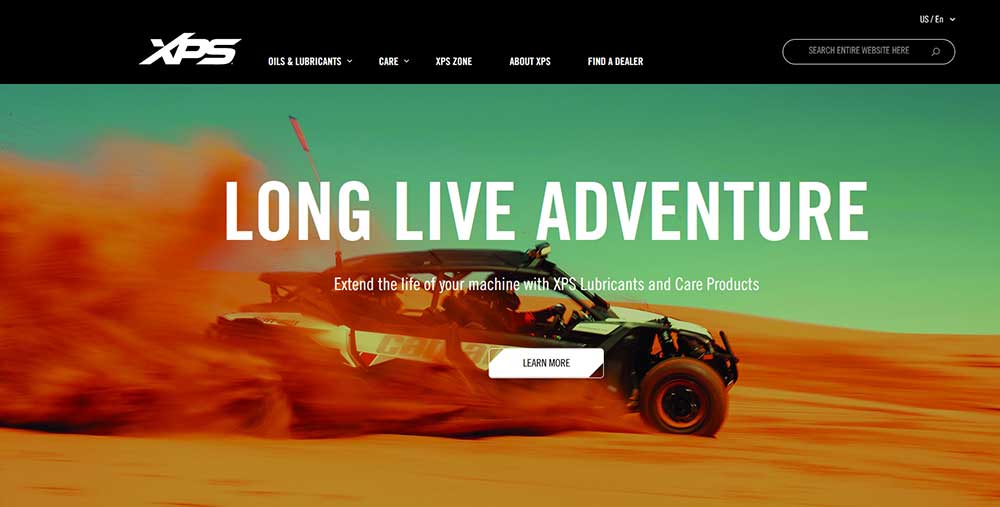 US / En
XPS
OILS & LUBRICANTS CARE XPS ZONE ABOUT XPS FIND A DEALER
SEARCH ENTIRE WEBSITE HERE
LONG LIVE ADVENTURE
Extend the life of your machine with XPS Lubricants and Care Products
LEARN MORE